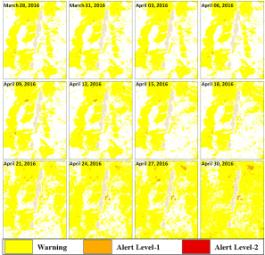 March 28, 2016
March 31, 2016
April 03, 2016
April 06, 2016
April 09, 2016
April 12, 2016
April 15, 2016
April 18, 2016
April 21, 2016
April 24, 2016
April 27, 2016
April 30, 2016
Warning
Alert Level-1
Alert Level-2